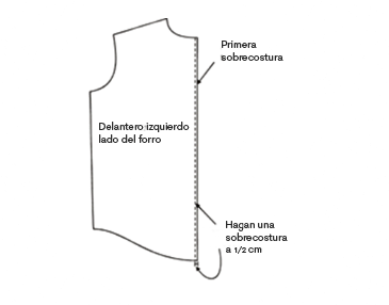 Primera
sobrecostura
Delantero izquierdo
lado del forro
Hagan una
sobrecostura
a 1/2 cm